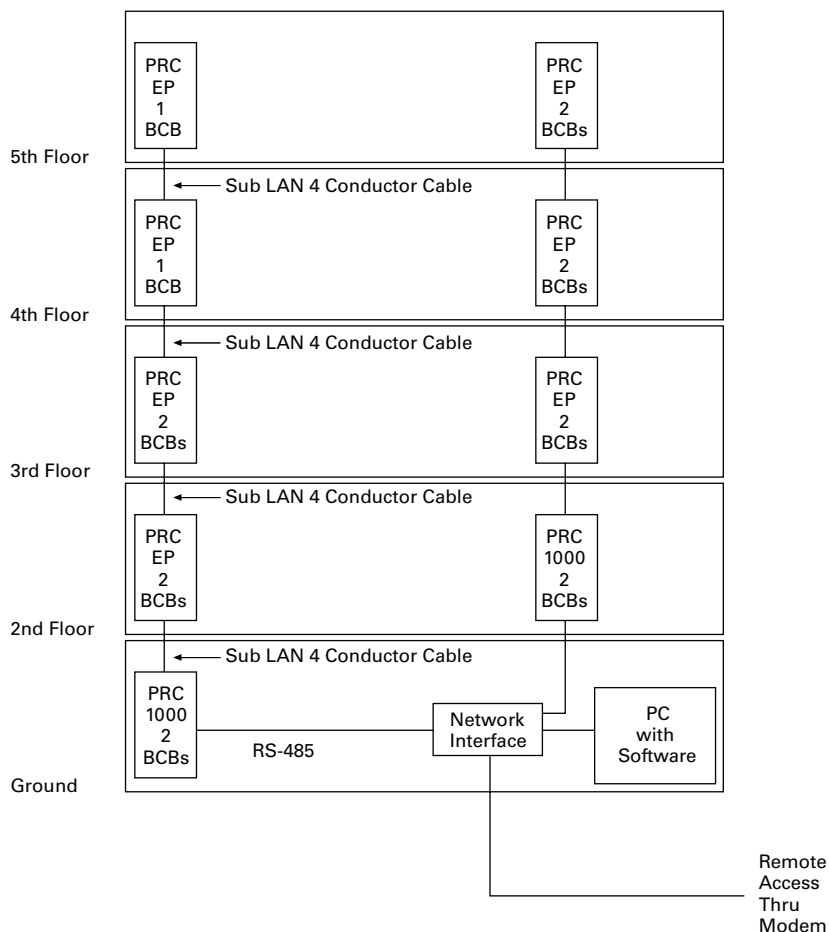 PRC
EP
1
BCB
PRC
EP
2
BCBs
5th Floor
Sub LAN 4 Conductor Cable
PRC
EP
1
BCB
PRC
EP
2
BCBs
4th Floor
Sub LAN 4 Conductor Cable
PRC
EP
2
BCBs
PRC
EP
2
BCBs
3rd Floor
Sub LAN 4 Conductor Cable
PRC
EP
2
BCBs
PRC
1000
2
BCBs
2nd Floor
Sub LAN 4 Conductor Cable
PRC
1000
2
BCBs
RS-485
Network
Interface
PC
with
Software
Ground
Remote
Access
Thru
Modem